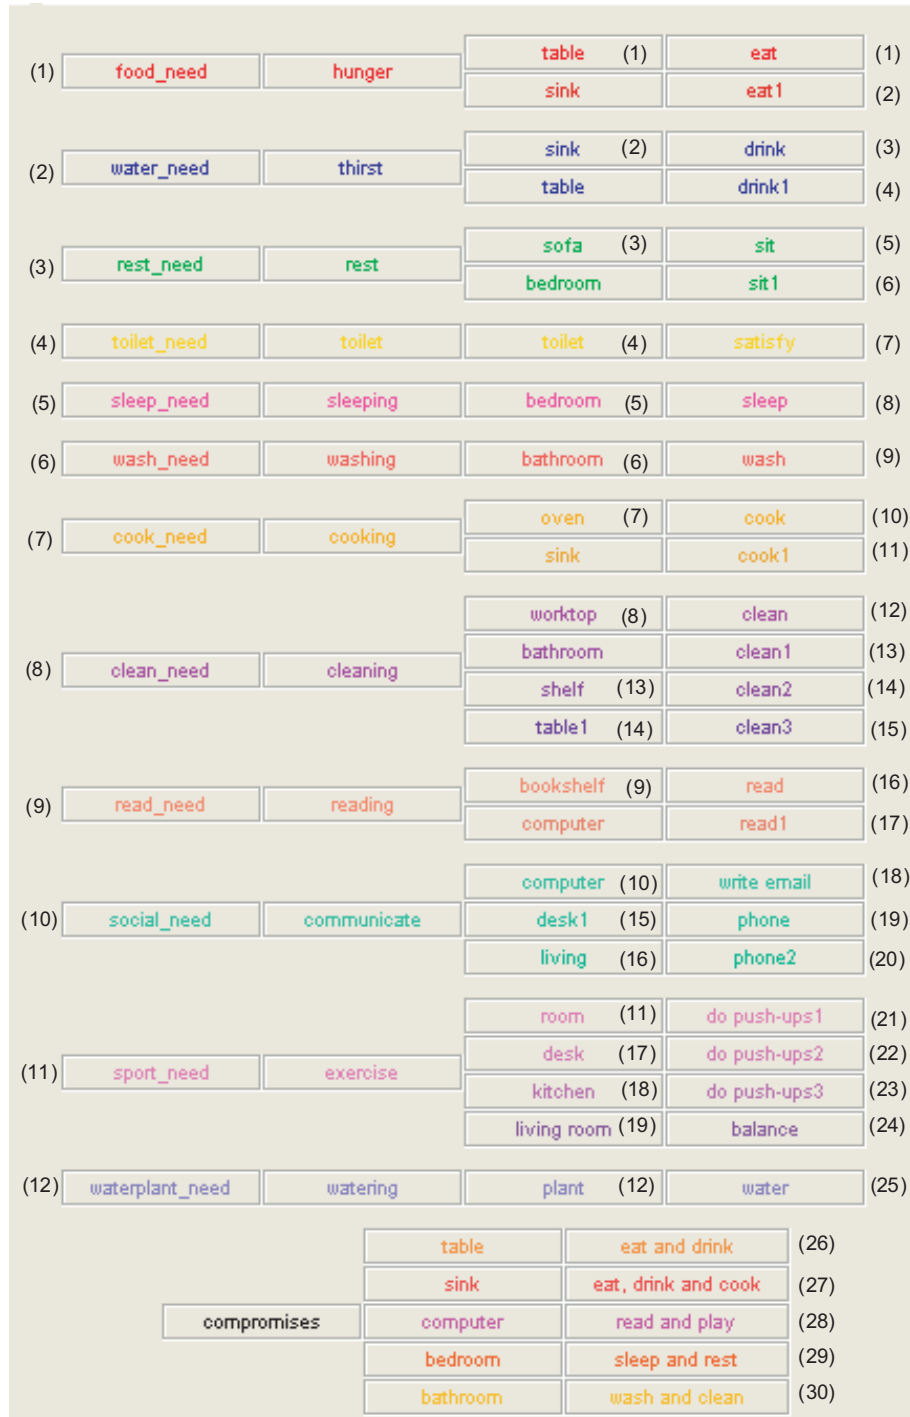 table (1) eat (1)
(1) food_need hunger
sink eat1 (2)
sink (2) drink (3)
(2) water_need thirst
table drink1 (4)
sofa (3) sit (5)
(3) rest_need rest
bedroom sit1 (6)
(4) toilet_need toilet toilet (4) satisfy (7)
(5) sleep_need sleeping bedroom (5) sleep (8)
(6) wash_need washing bathroom (6) wash (9)
oven (7) cook (10)
(7) cook_need cooking
sink cook1 (11)
worktop (8) clean (12)
bathroom clean1 (13)
(8) clean_need cleaning
shelf (13) clean2 (14)
table1 (14) clean3 (15)
bookshelf (9) read (16)
(9) read_need reading
computer read1 (17)
computer (10) write email (18)
(10) social_need communicate desk1 (15) phone (19)
living (16) phone2 (20)
room (11) do push-ups1 (21)
desk (17) do push-ups2 (22)
(11) sport_need exercise
kitchen (18) do push-ups3 (23)
living room (19) balance (24)
(12) waterplant_need watering plant (12) water (25)
table eat and drink (26)
sink eat, drink and cook (27)
compromises computer read and play (28)
bedroom sleep and rest (29)
bathroom wash and clean (30)